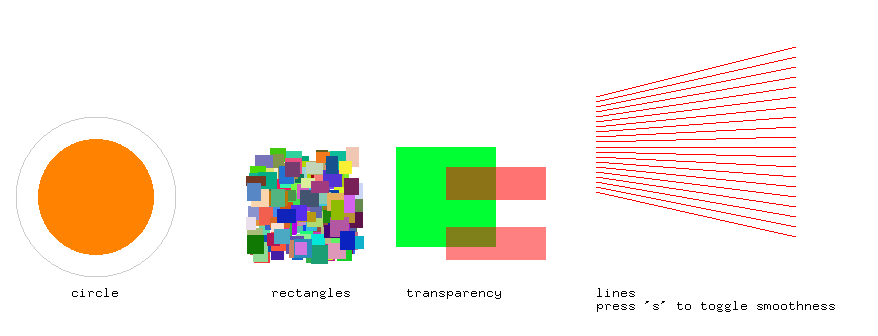 circle
rectangles
transparency
lines
press 's' to toggle smoothness